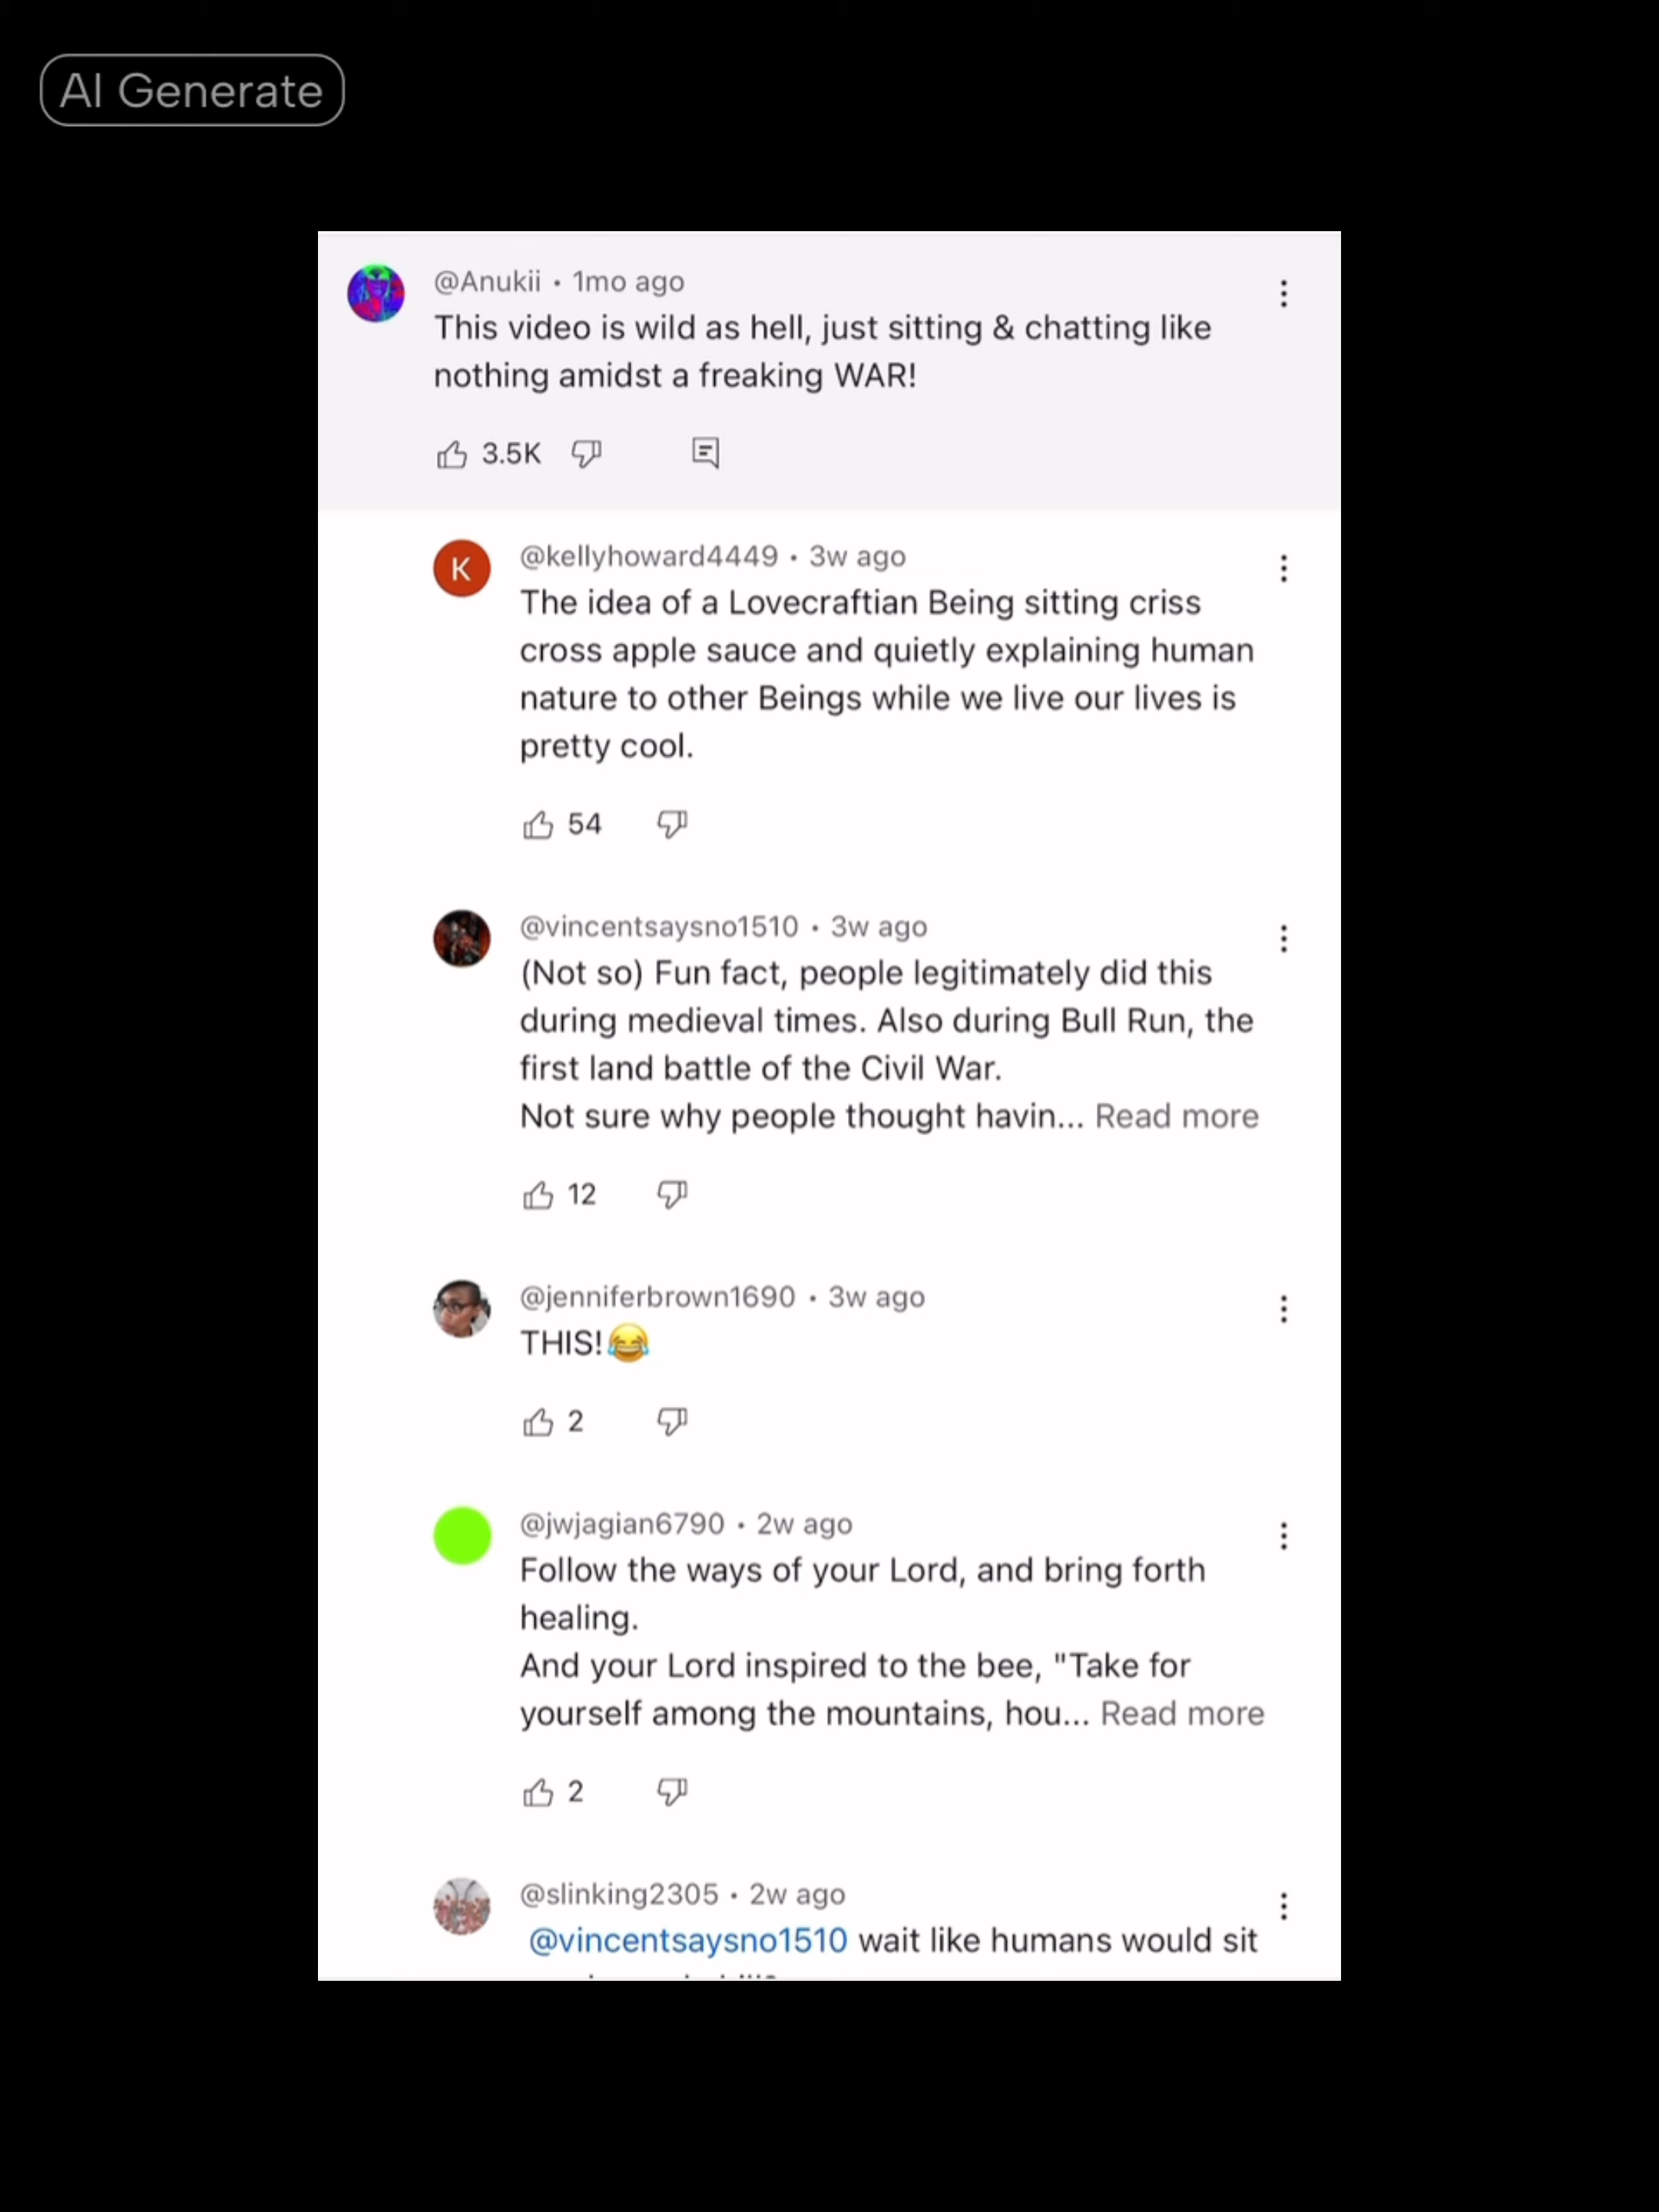 AI Generate
@Anukii • 1mo ago
This video is wild as hell, just sitting & chatting like
nothing amidst a freaking WAR!
3.5K
K
@kellyhoward4449 • 3w ago
The idea of a Lovecraftian Being sitting criss
cross apple sauce and quietly explaining human
nature to other Beings while we live our lives is
pretty cool.
54
@vincentsaysno1510 • 3w ago
(Not so) Fun fact, people legitimately did this
during medieval times. Also during Bull Run, the
first land battle of the Civil War.
Not sure why people thought havin... Read more
12
@jenniferbrown1690 • 3w ago
THIS!😂
2
@jwjagian6790 • 2w ago
Follow the ways of your Lord, and bring forth
healing.
And your Lord inspired to the bee, "Take for
yourself among the mountains, hou... Read more
2
@slinking2305 • 2w ago
@vincentsaysno1510 wait like humans would sit